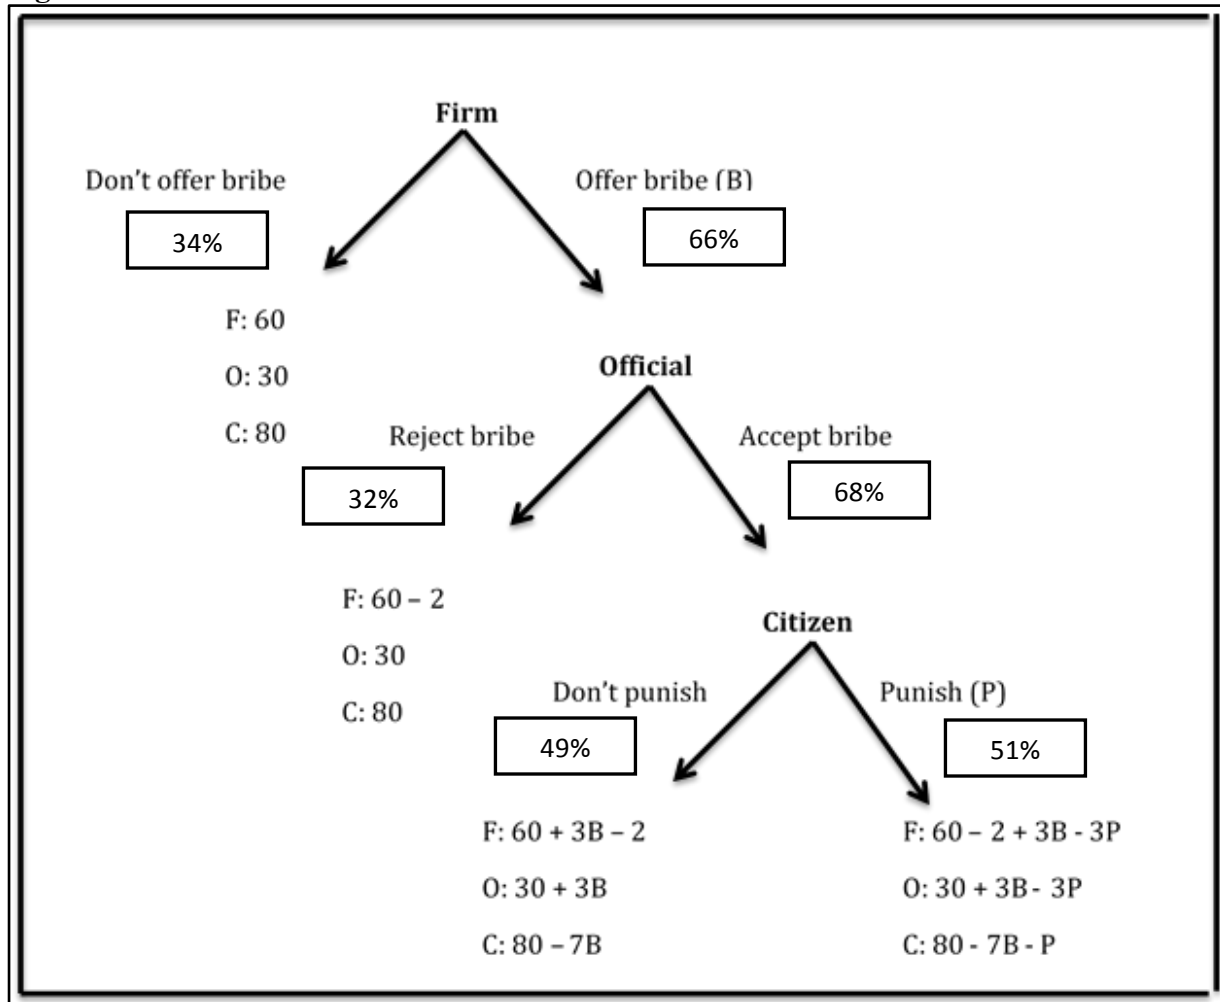 Firm
Don't offer bribe
Offer bribe (B)
34%
66%
F: 60
O: 30
C: 80
Official
Reject bribe
Accept bribe
32%
68%
F: 60 – 2
O: 30
C: 80
Citizen
Don't punish
Punish (P)
49%
51%
F: 60 + 3B – 2
O: 30 + 3B
C: 80 – 7B
F: 60 – 2 + 3B - 3P
O: 30 + 3B - 3P
C: 80 - 7B - P